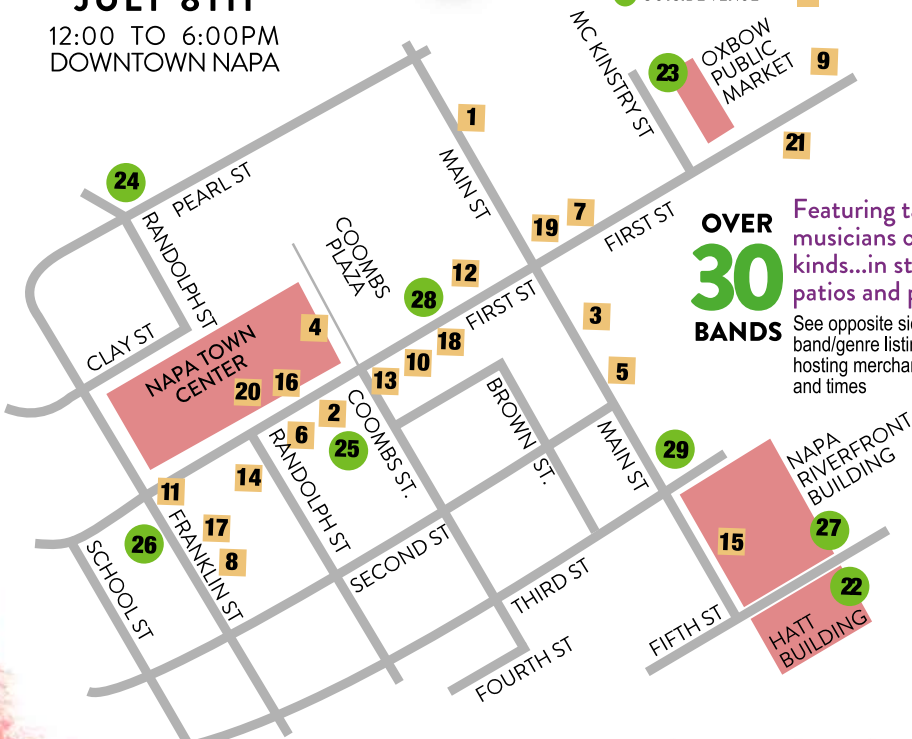 JULY 8TH
12:00 TO 6:00PM
DOWNTOWN NAPA
MC KINSTRY ST
23
OXBOW
PUBLIC
MARKET
9
21
1
MAIN ST
24
PEARL ST
RANDOLPH ST
COOMBS
PLAZA
19
7
FIRST ST
OVER
30
BANDS
Featuring
musicians
kinds...in
patios and
See opposite
band/genre
hosting
and times
12
28
FIRST ST
3
5
CLAY ST
NAPA TOWN
CENTER
4
20
16
18
10
13
2
6
25
COOMBS ST.
BROWN ST.
MAIN ST
29
NAPA
RIVERFRONT
BUILDING
14
11
RANDOLPH ST
17
8
26
FRANKLIN ST
SCHOOL ST
SECOND ST
THIRD ST
FOURTH ST
15
27
22
FIFTH ST
HATT
BUILDING